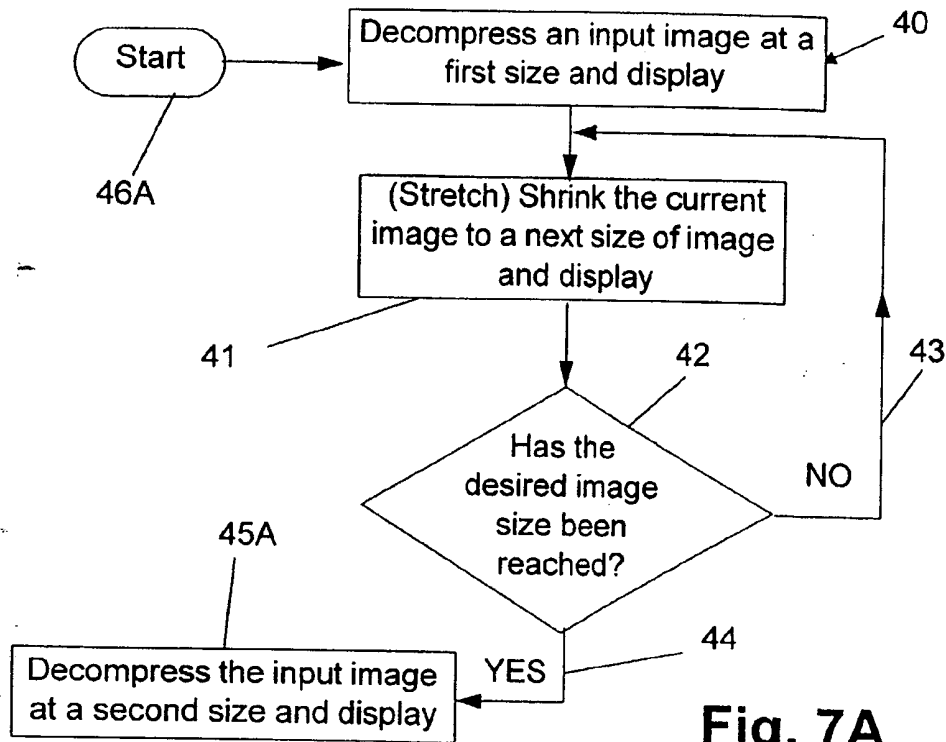 Start
Decompress an input image at a
first size and display
40
46A
(Stretch) Shrink the current
image to a next size of image
and display
41
42
43
Has the
desired image
size been
reached?
NO
45A
YES
44
Decompress the input image
at a second size and display
Fig. 7A